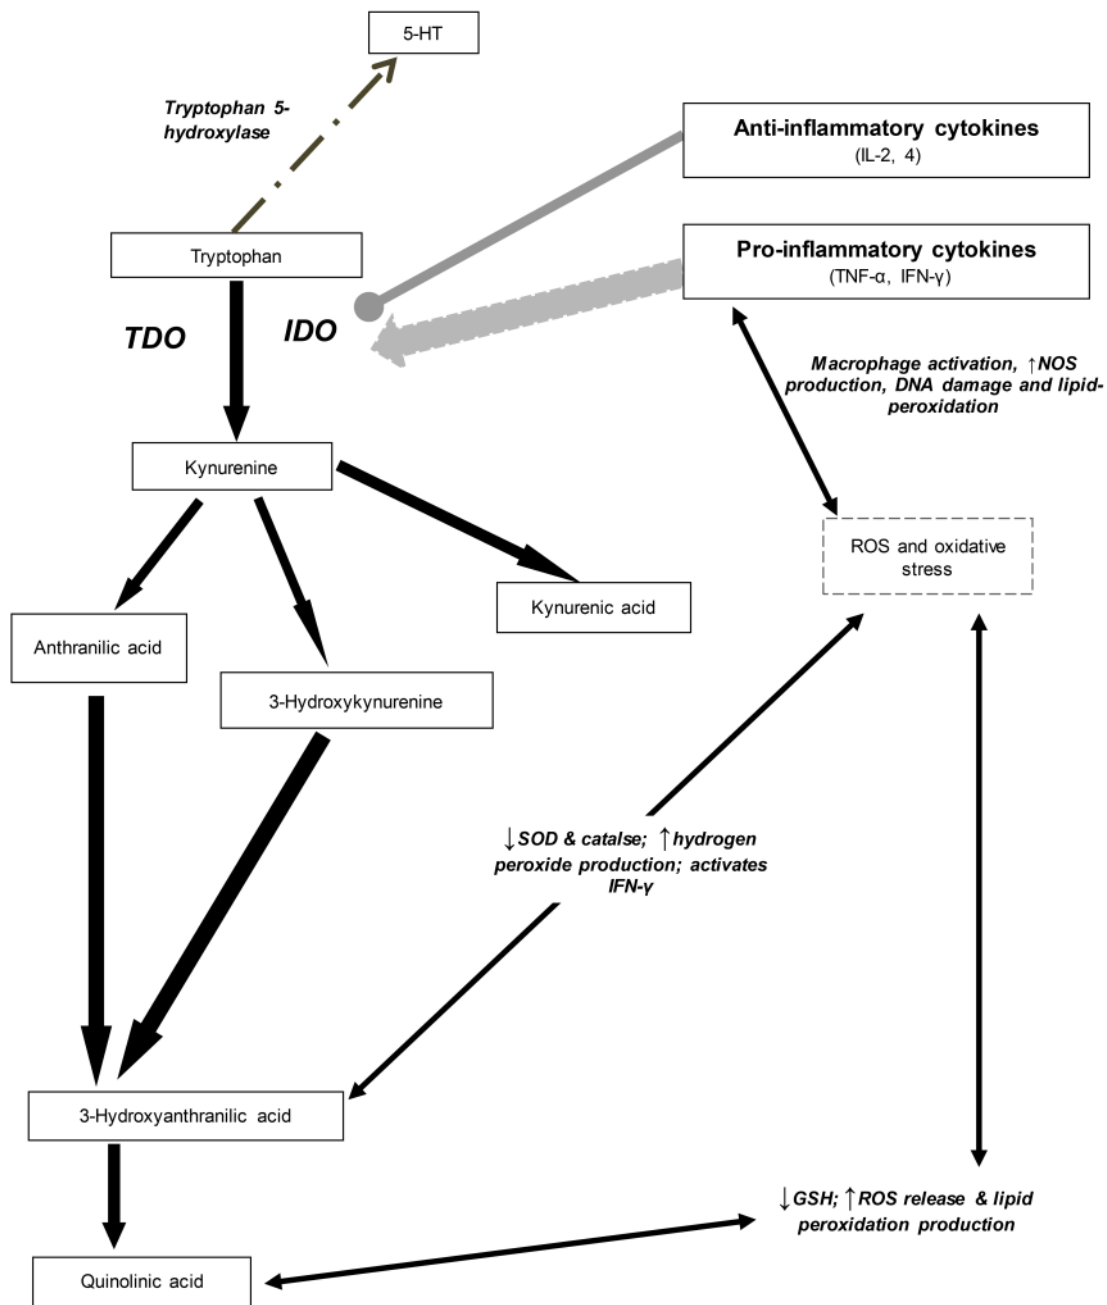 5-HT
Tryptophan 5-
hydroxylase
Anti-inflammatory cytokines
(IL-2, 4)
Tryptophan
Pro-inflammatory cytokines
(TNF-α, IFN-γ)
TDO
IDO
Macrophage activation, ↑NOS
production, DNA damage and lipid-
peroxidation
Kynurenine
ROS and oxidative
stress
Kynurenic acid
Anthranilic acid
3-Hydroxykynurenine
↓SOD & catalse; ↑hydrogen
peroxide production; activates
IFN-γ
3-Hydroxyanthranilic acid
↓GSH; ↑ROS release & lipid
peroxidation production
Quinolinic acid